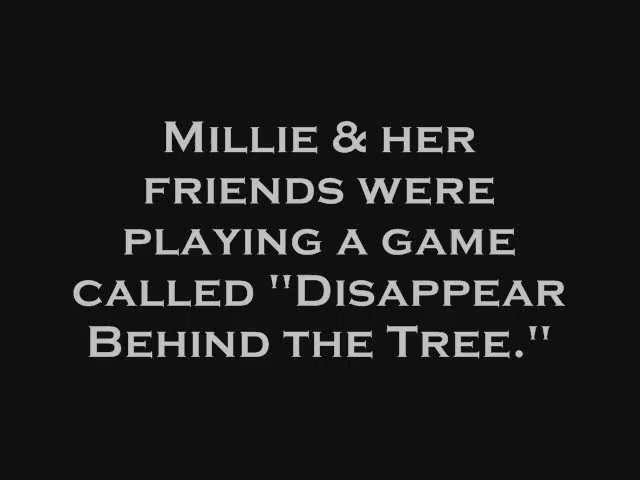 Millie & her
friends were
playing a game
called "Disappear
Behind the Tree."